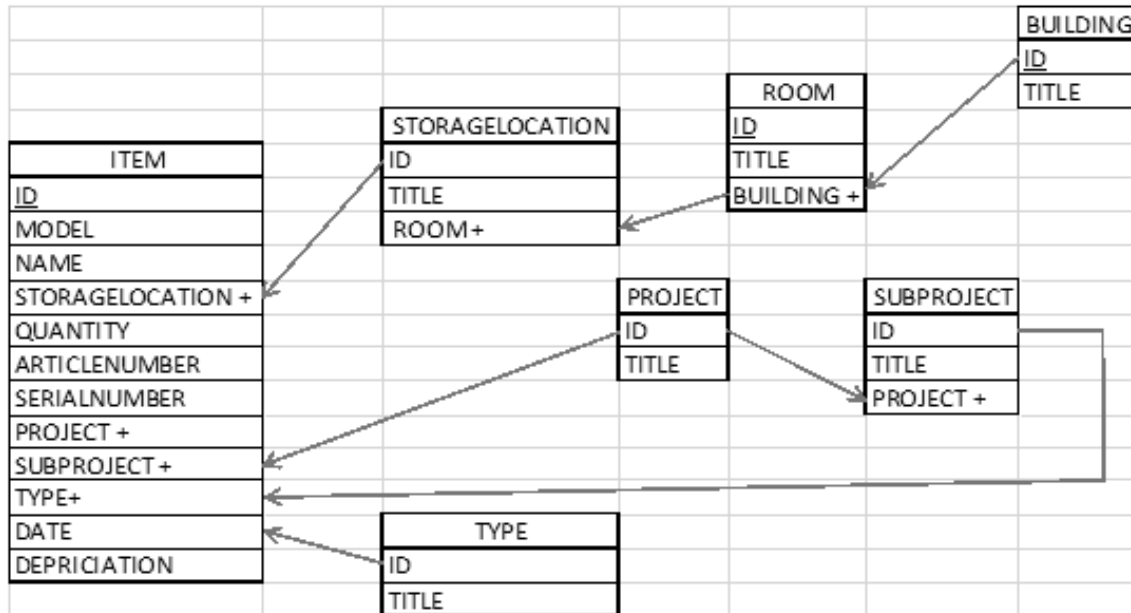 BUILDING
ID
TITLE
ROOM
ID
TITLE
BUILDING +
STORAGELOCATION
ID
TITLE
ROOM+
ITEM
ID
MODEL
NAME
STORAGELOCATION +
QUANTITY
ARTICLENUMBER
SERIALNUMBER
PROJECT +
SUBPROJECT +
TYPE+
DATE
DEPRICIATION
PROJECT
ID
TITLE
SUBPROJECT
ID
TITLE
PROJECT +
TYPE
ID
TITLE